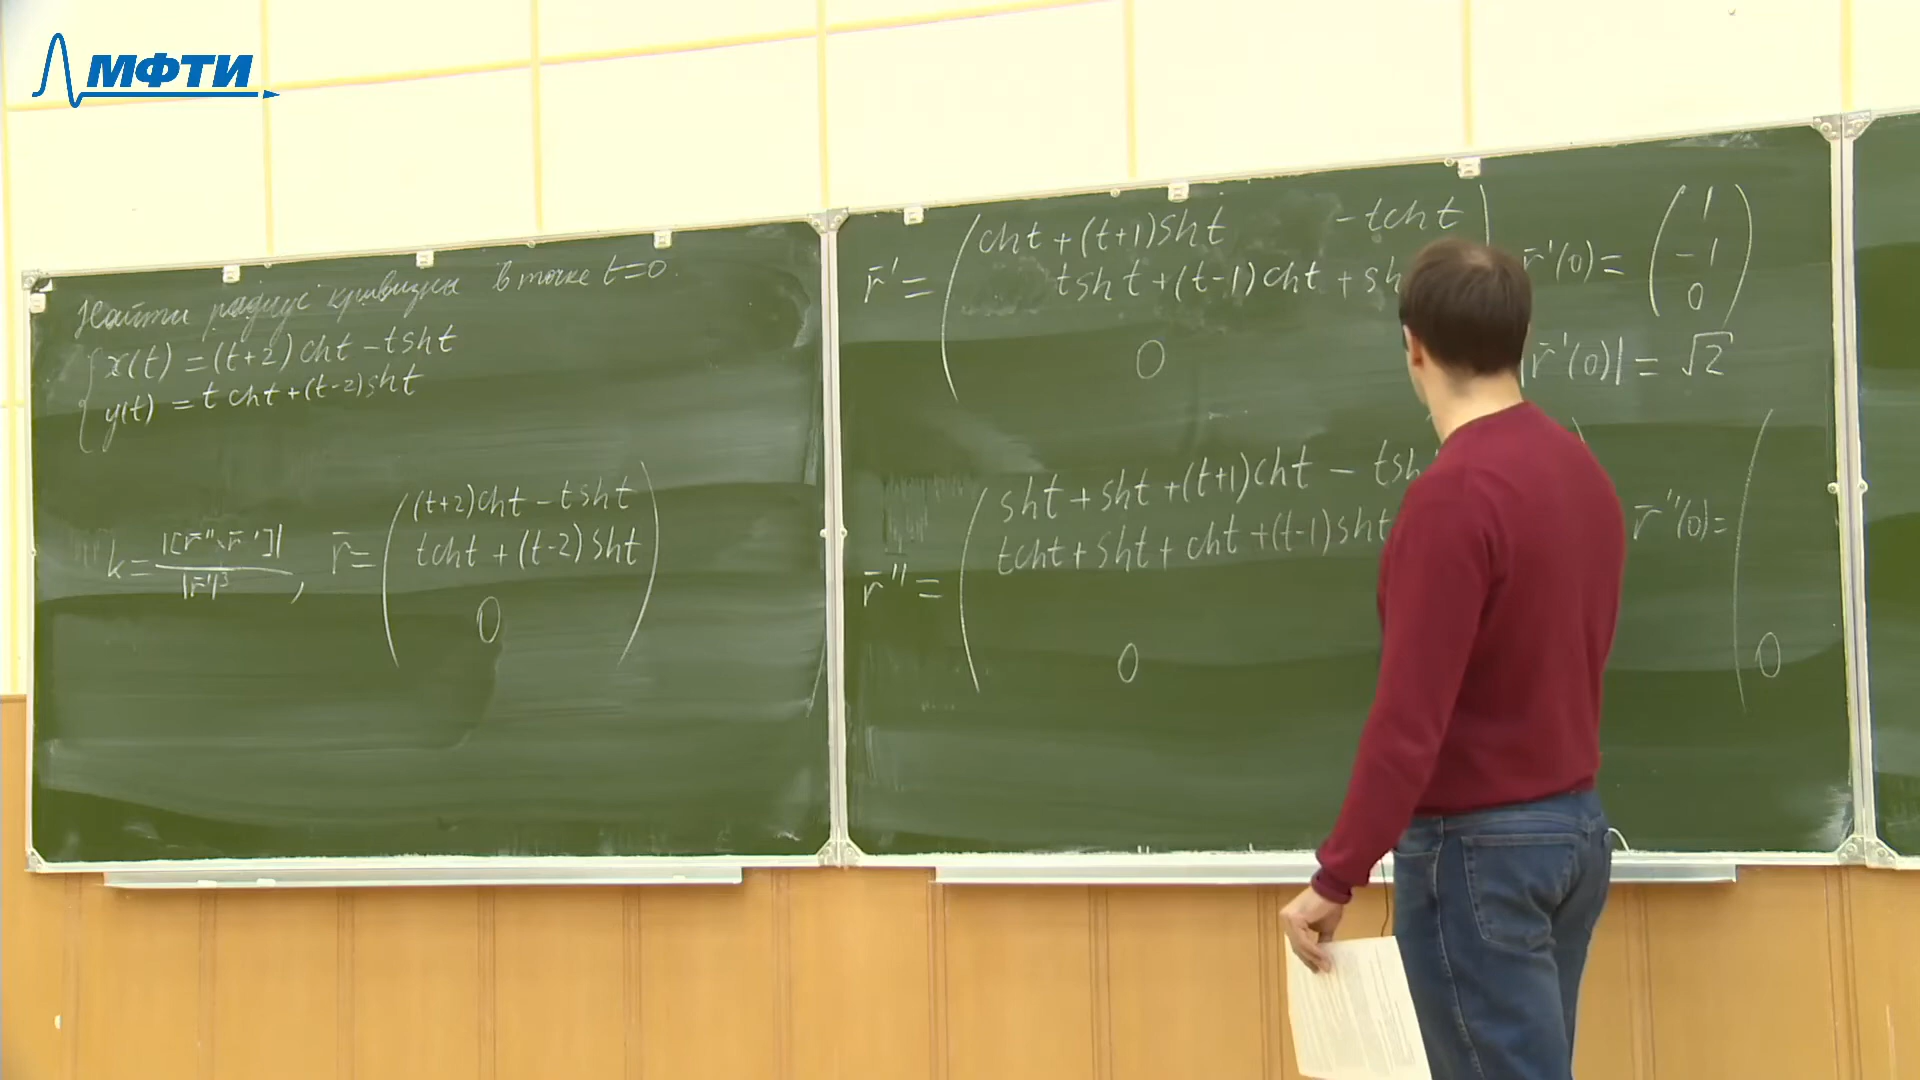 МФТИ
Найти радиус кривизны в точке t=0.
x(t) = (t+2)cht - tsht
y(t) = tcht + (t-2)sht
k = |[r̄'', r̄']| / |r̄'|³ , r̄ = ( (t+2)cht - tsht
tcht + (t-2)sht
0 )
r̄' = ( cht + (t+1)sht - tcht
tsht + (t-1)cht + sh
0
r̄'(0) = ( 1
-1
0 )
|r̄'(0)| = √2
r̄'' = ( sht + sht + (t+1)cht - tsh
tcht + sht + cht + (t-1)sht
0
r̄''(0) = (
0